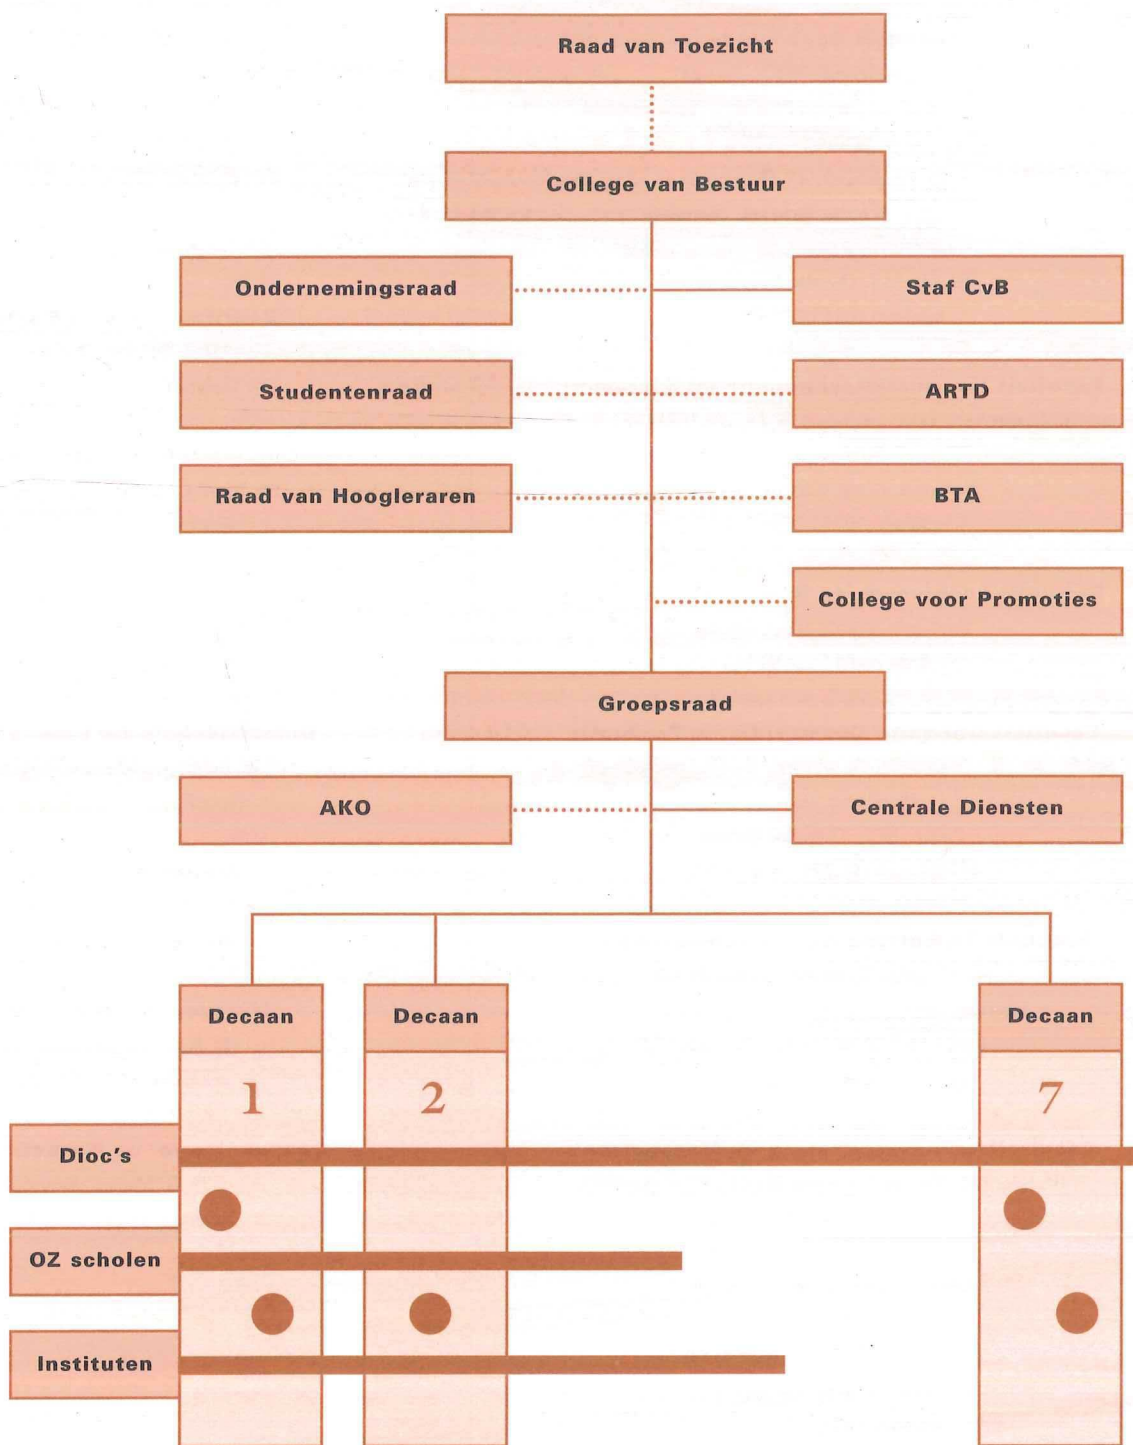 Raad van Toezicht
College van Bestuur
Ondernemingsraad
Staf CvB
Studentenraad
ARTD
Raad van Hoogleraren
BTA
College voor Promoties
Groepsraad
AKO
Centrale Diensten
Decaan
Decaan
Decaan
1
2
7
Dioc's
OZ scholen
Instituten